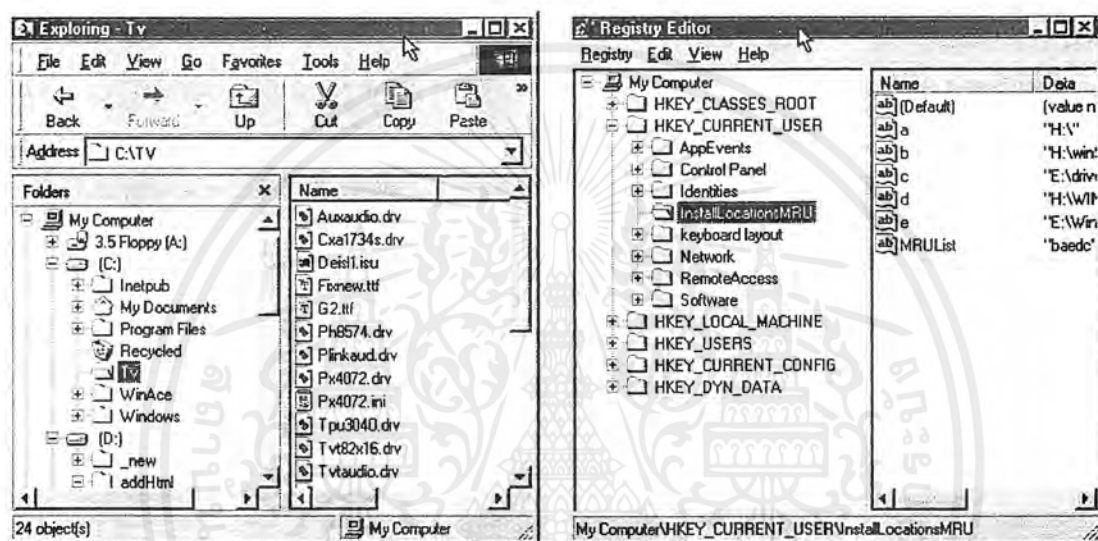 Exploring - Tv
File Edit View Go Favorites Tools Help
Back Forward Up Cut Copy Paste »
Address C:\TV
Folders
My Computer
3.5 Floppy (A:)
(C:)
Inetpub
My Documents
Program Files
Recycled
Tv
WinAce
Windows
(D:)
_new
addHtml
Name
Auxaudio.drv
Cxa1734s.drv
Deisl1.isu
Fixnew.ttf
G2.ttf
Ph8574.drv
Plinkaud.drv
Px4072.drv
Px4072.ini
Tpu3040.drv
Tvt82x16.drv
Tvtaudio.drv
24 object(s) My Computer
Registry Editor
Registry Edit View Help
My Computer
HKEY_CLASSES_ROOT
HKEY_CURRENT_USER
AppEvents
Control Panel
Identities
InstallLocationsMRU
keyboard layout
Network
RemoteAccess
Software
HKEY_LOCAL_MACHINE
HKEY_USERS
HKEY_CURRENT_CONFIG
HKEY_DYN_DATA
Name Data
(Default) (value n
a "H:\"
b "H:\win
c "E:\driv
d "H:\WIN
e "E:\Win
MRUList "baedc"
My Computer\HKEY_CURRENT_USER\InstallLocationsMRU